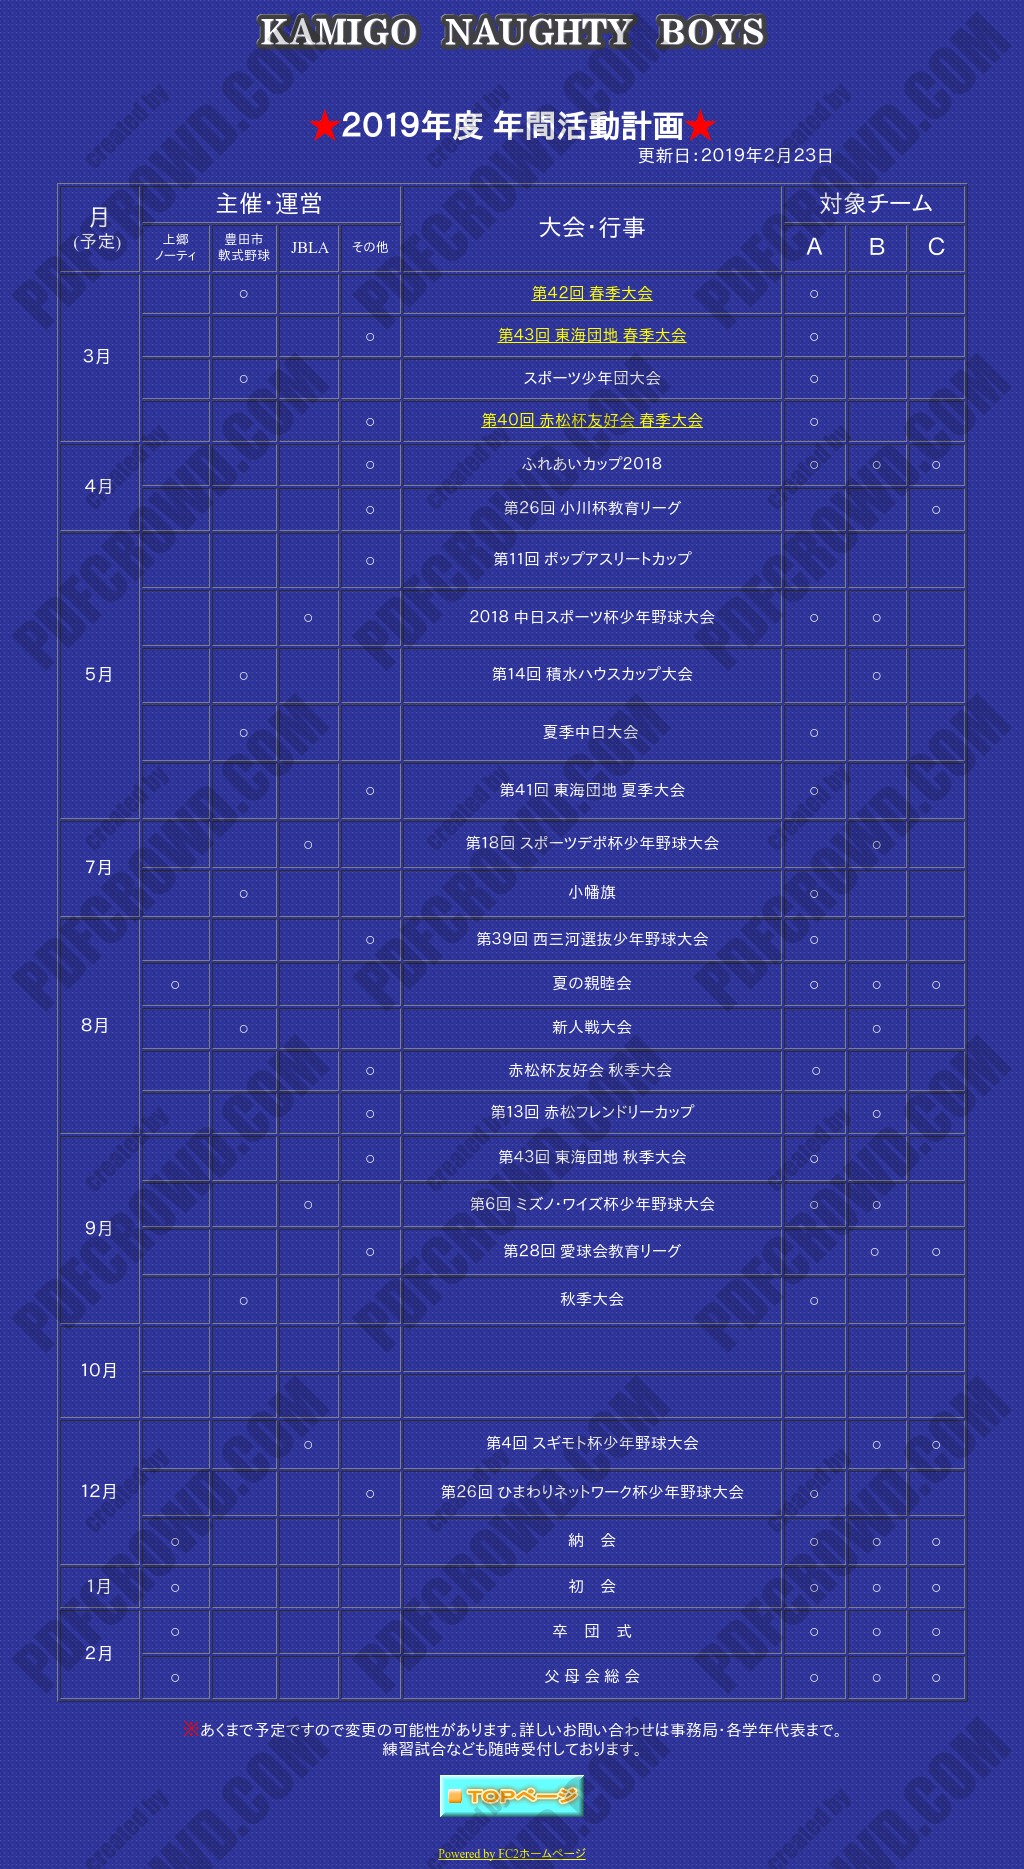 KAMIGO NAUGHTY BOYS
★2019年度 年間活動計画★
更新日：2019年2月23日
月
(予定)
主催・運営
大会・行事
対象チーム
上郷
ノーティ
豊田市
軟式野球
JBLA
その他
A B C
3月
○ 第42回 春季大会 ○
○ 第43回 東海団地 春季大会 ○
○ スポーツ少年団大会 ○
○ 第40回 赤松杯友好会 春季大会 ○
4月
○ ふれあいカップ2018 ○ ○ ○
○ 第26回 小川杯教育リーグ ○
5月
○ 第11回 ポップアスリートカップ
○ 2018 中日スポーツ杯少年野球大会 ○ ○
○ 第14回 積水ハウスカップ大会 ○
○ 夏季中日大会 ○
○ 第41回 東海団地 夏季大会 ○
7月
○ 第18回 スポーツデポ杯少年野球大会 ○
○ 小幡旗 ○
8月
○ 第39回 西三河選抜少年野球大会 ○
○ 夏の親睦会 ○ ○ ○
○ 新人戦大会 ○
○ 赤松杯友好会 秋季大会 ○
○ 第13回 赤松フレンドリーカップ ○
9月
○ 第43回 東海団地 秋季大会 ○
○ 第6回 ミズノ・ワイズ杯少年野球大会 ○ ○
○ 第28回 愛球会教育リーグ ○ ○
○ 秋季大会 ○
10月
12月
○ 第4回 スギモト杯少年野球大会 ○ ○
○ 第26回 ひまわりネットワーク杯少年野球大会 ○
○ 納　会 ○ ○ ○
1月
○ 初　会 ○ ○ ○
2月
○ 卒　団　式 ○ ○ ○
○ 父 母 会 総 会 ○ ○ ○
※あくまで予定ですので変更の可能性があります。詳しいお問い合わせは事務局・各学年代表まで。
練習試合なども随時受付しております。
TOPページ
Powered by FC2ホームページ
created by
PDFCROWD.COM